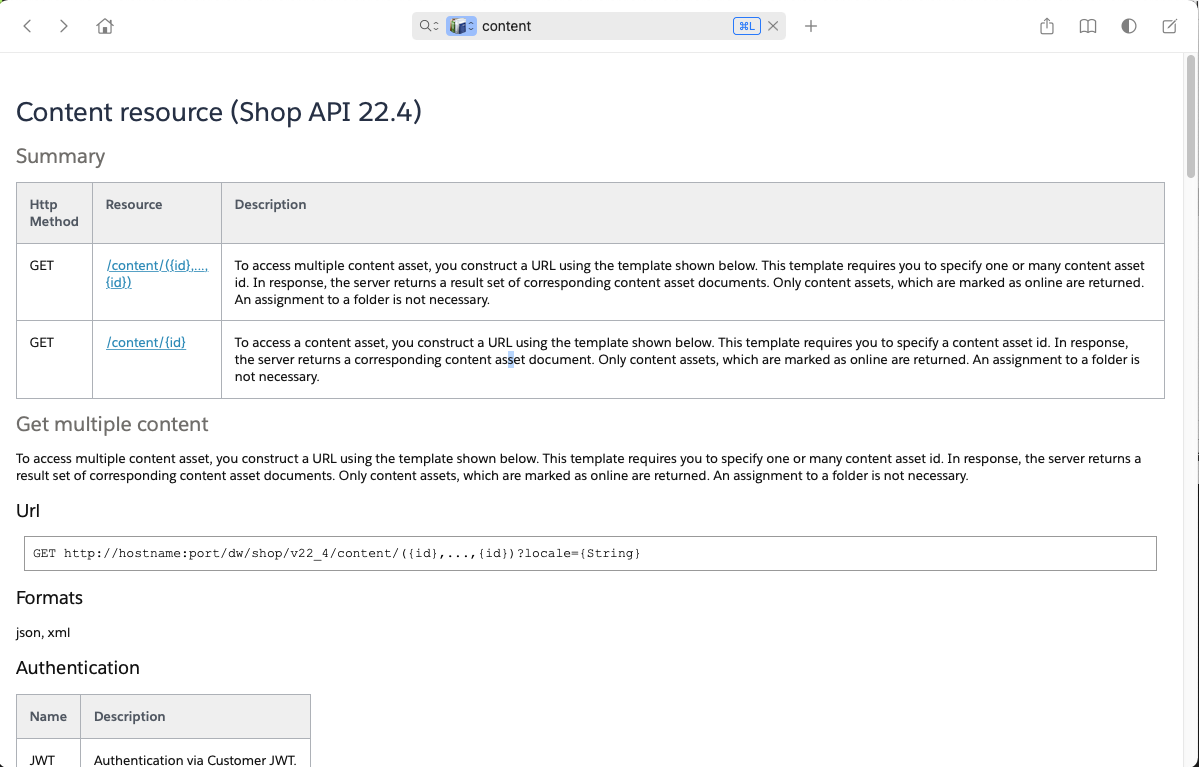 content
⌘L
Content resource (Shop API 22.4)
Summary
Http Method
Resource
Description
GET
/content/({id},...,
{id})
To access multiple content asset, you construct a URL using the template shown below. This template requires you to specify one or many content asset
id. In response, the server returns a result set of corresponding content asset documents. Only content assets, which are marked as online are returned.
An assignment to a folder is not necessary.
GET
/content/{id}
To access a content asset, you construct a URL using the template shown below. This template requires you to specify a content asset id. In response,
the server returns a corresponding content asset document. Only content assets, which are marked as online are returned. An assignment to a folder is
not necessary.
Get multiple content
To access multiple content asset, you construct a URL using the template shown below. This template requires you to specify one or many content asset id. In response, the server returns a
result set of corresponding content asset documents. Only content assets, which are marked as online are returned. An assignment to a folder is not necessary.
Url
GET http://hostname:port/dw/shop/v22_4/content/({id},...,{id})?locale={String}
Formats
json, xml
Authentication
Name
Description
JWT
Authentication via Customer JWT.